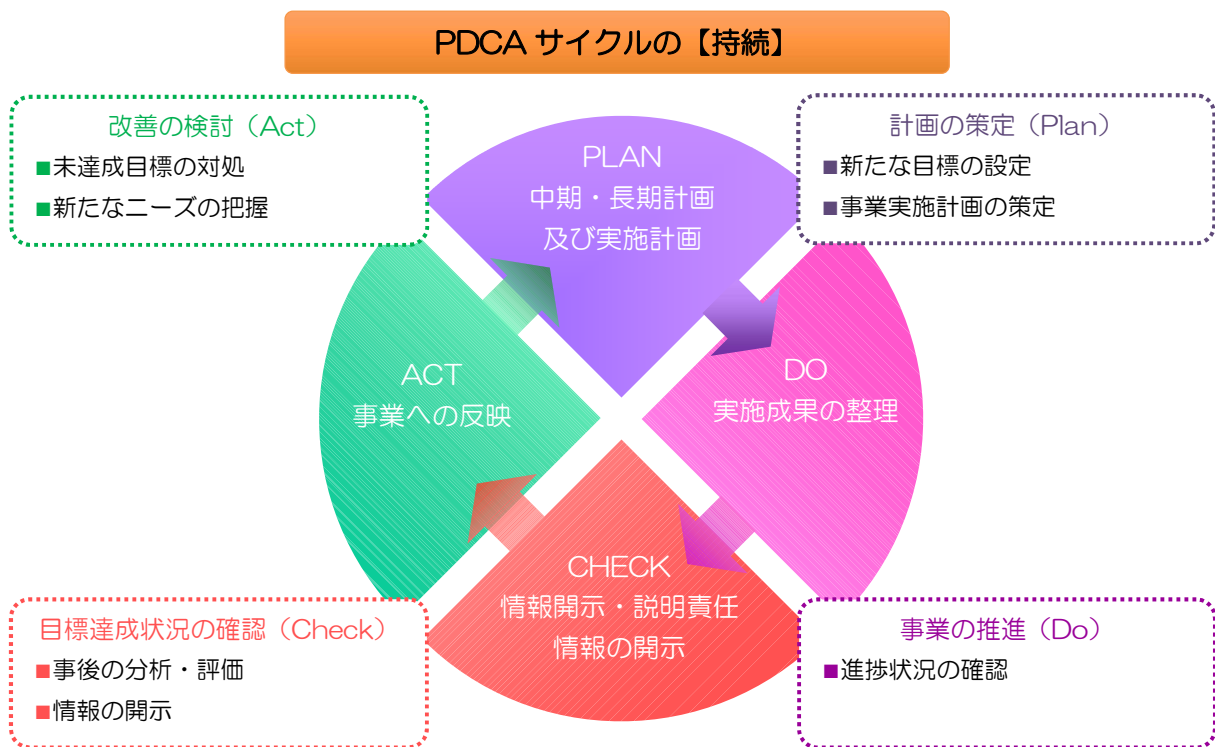 PDCA サイクルの【持続】
改善の検討（Act）
■未達成目標の対処
■新たなニーズの把握
計画の策定（Plan）
■新たな目標の設定
■事業実施計画の策定
PLAN
中期・長期計画
及び実施計画
ACT
事業への反映
DO
実施成果の整理
CHECK
情報開示・説明責任
情報の開示
目標達成状況の確認（Check）
■事後の分析・評価
■情報の開示
事業の推進（Do）
■進捗状況の確認